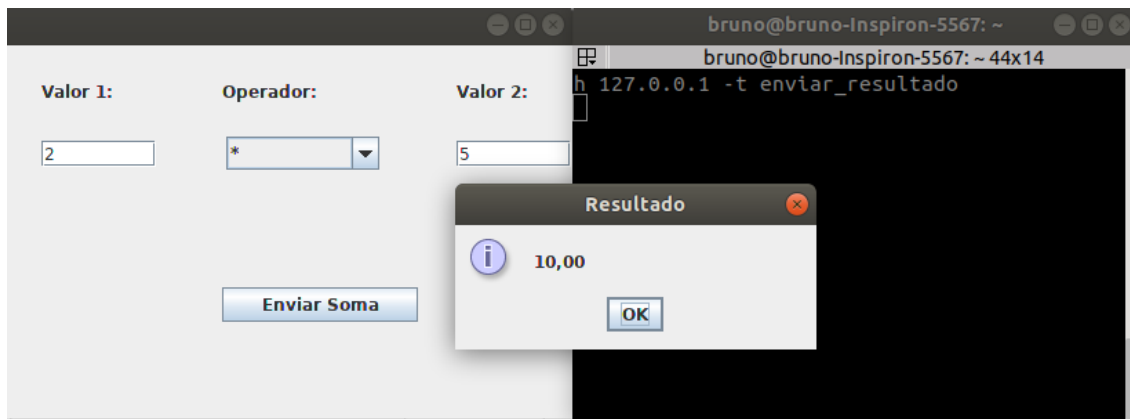 bruno@bruno-Inspiron-5567: ~
bruno@bruno-Inspiron-5567: ~ 44x14
h 127.0.0.1 -t enviar_resultado
Valor 1:
Operador:
Valor 2:
2
*
5
Resultado
i
10,00
OK
Enviar Soma